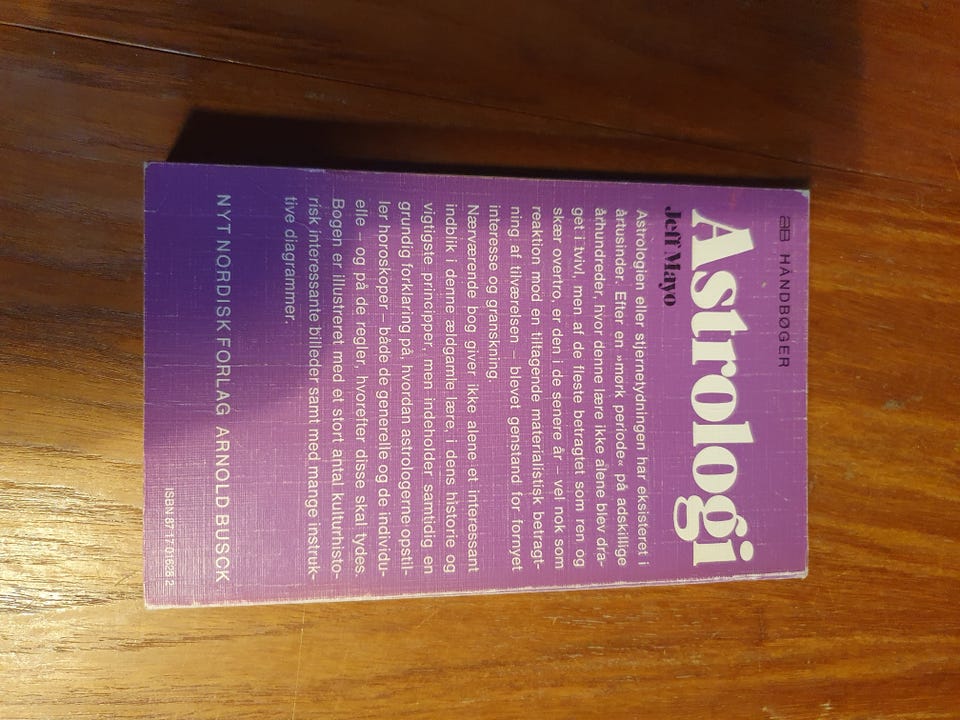 aB HÅNDBØGER
Astrologi
Jeff Mayo
Astrologien eller stjernetydningen har eksisteret i
årtusinder. Efter en »mørk periode« på adskillige
århundreder, hvor denne lære ikke alene blev dra-
get i tvivl, men af de fleste betragtet som ren og
skær overtro, er den i de senere år – vel nok som
reaktion mod en tiltagende materialistisk betragt-
ning af tilværelsen – blevet genstand for fornyet
interesse og granskning.
Nærværende bog giver ikke alene et interessant
indblik i denne ældgamle lære, i dens historie og
vigtigste principper, men indeholder samtidig en
grundig forklaring på, hvordan astrologerne opstil-
ler horoskoper – både de generelle og de individu-
elle – og på de regler, hvorefter disse skal tydes.
Bogen er illustreret med et stort antal kulturhisto-
risk interessante billeder samt med mange instruk-
tive diagrammer.
NYT NORDISK FORLAG ARNOLD BUSCK
ISBN 87 17 01628 2